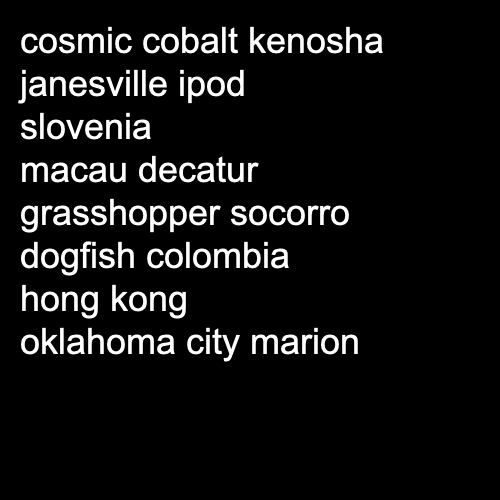 cosmic cobalt kenosha
janesville ipod
slovenia
macau decatur
grasshopper socorro
dogfish colombia
hong kong
oklahoma city marion